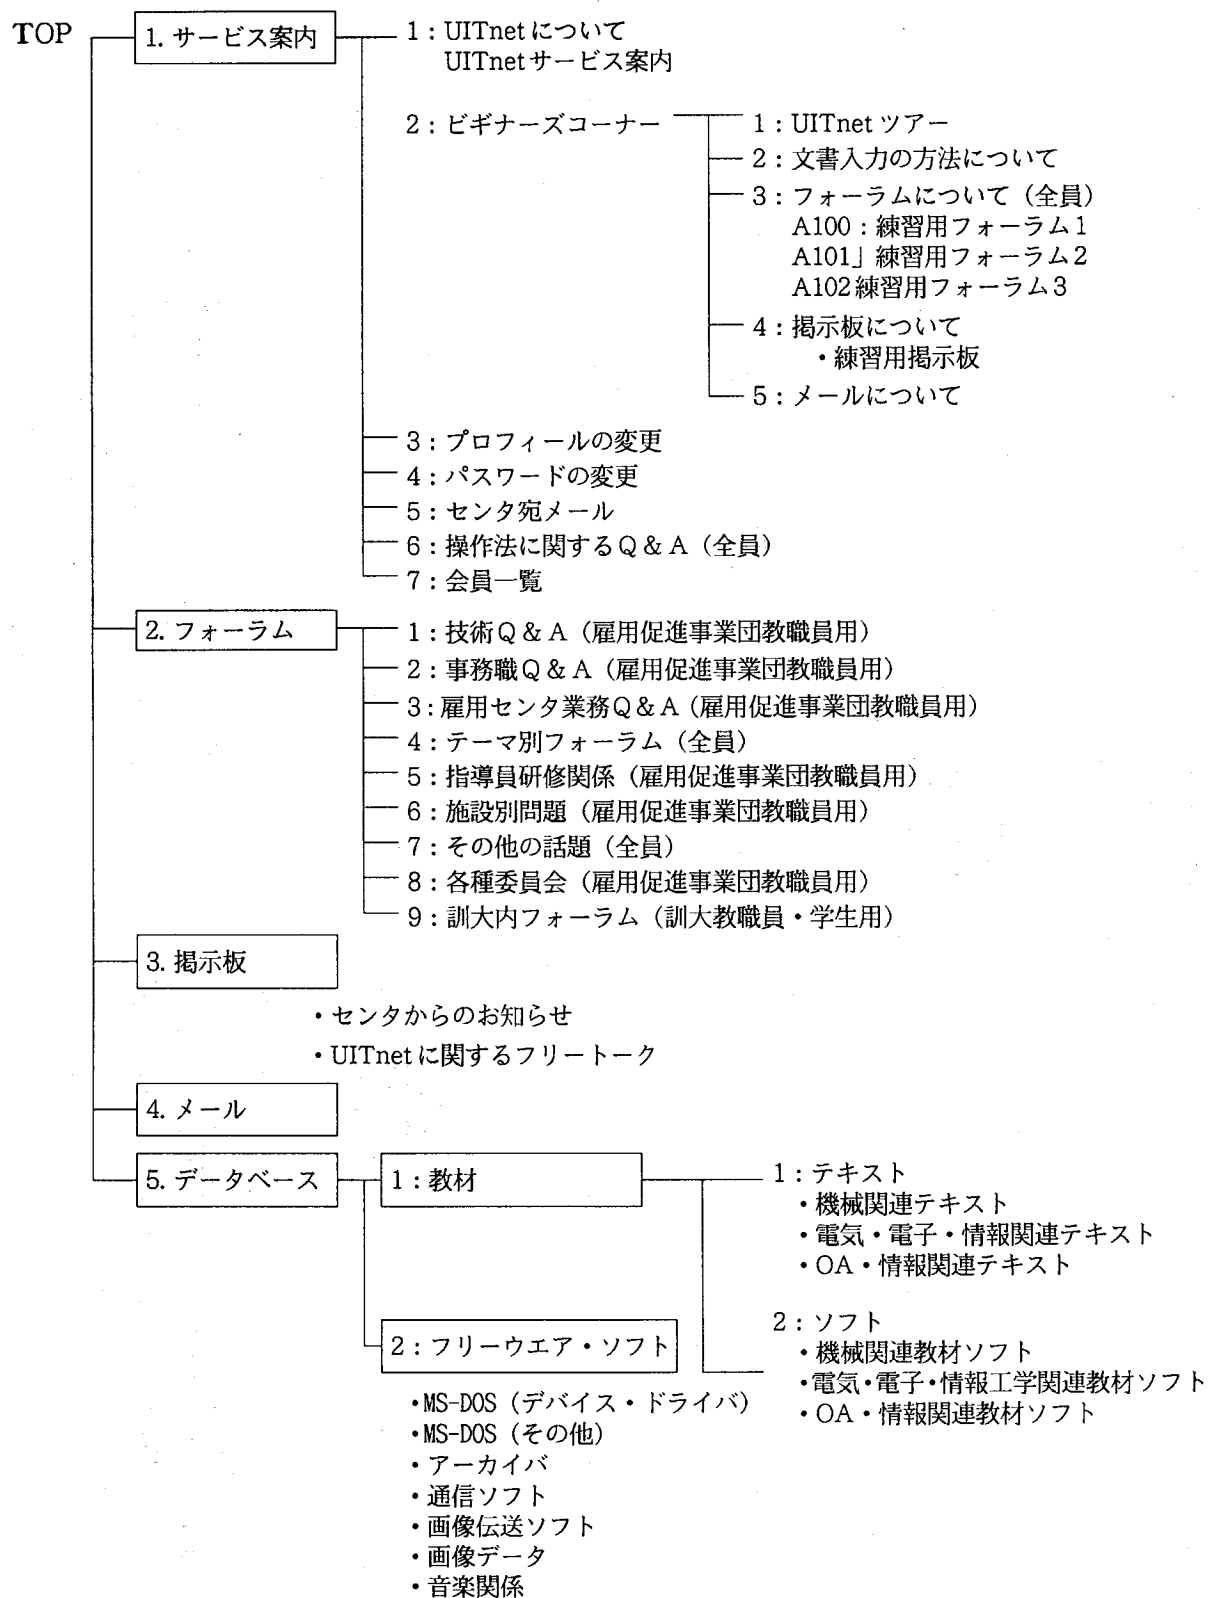 TOP
1. サービス案内
1：UITnetについて
UITnetサービス案内
2：ビギナーズコーナー
1：UITnetツアー
2：文書入力の方法について
3：フォーラムについて（全員）
A100：練習用フォーラム1
A101」練習用フォーラム2
A102練習用フォーラム3
4：掲示板について
・練習用掲示板
5：メールについて
3：プロフィールの変更
4：パスワードの変更
5：センタ宛メール
6：操作法に関するQ＆A（全員）
7：会員一覧
2. フォーラム
1：技術Q＆A（雇用促進事業団教職員用）
2：事務職Q＆A（雇用促進事業団教職員用）
3：雇用センタ業務Q＆A（雇用促進事業団教職員用）
4：テーマ別フォーラム（全員）
5：指導員研修関係（雇用促進事業団教職員用）
6：施設別問題（雇用促進事業団教職員用）
7：その他の話題（全員）
8：各種委員会（雇用促進事業団教職員用）
9：訓大内フォーラム（訓大教職員・学生用）
3. 掲示板
・センタからのお知らせ
・UITnetに関するフリートーク
4. メール
5. データベース
1：教材
1：テキスト
・機械関連テキスト
・電気・電子・情報関連テキスト
・OA・情報関連テキスト
2：ソフト
・機械関連教材ソフト
・電気・電子・情報工学関連教材ソフト
・OA・情報関連教材ソフト
2：フリーウエア・ソフト
・MS-DOS（デバイス・ドライバ）
・MS-DOS（その他）
・アーカイバ
・通信ソフト
・画像伝送ソフト
・画像データ
・音楽関係